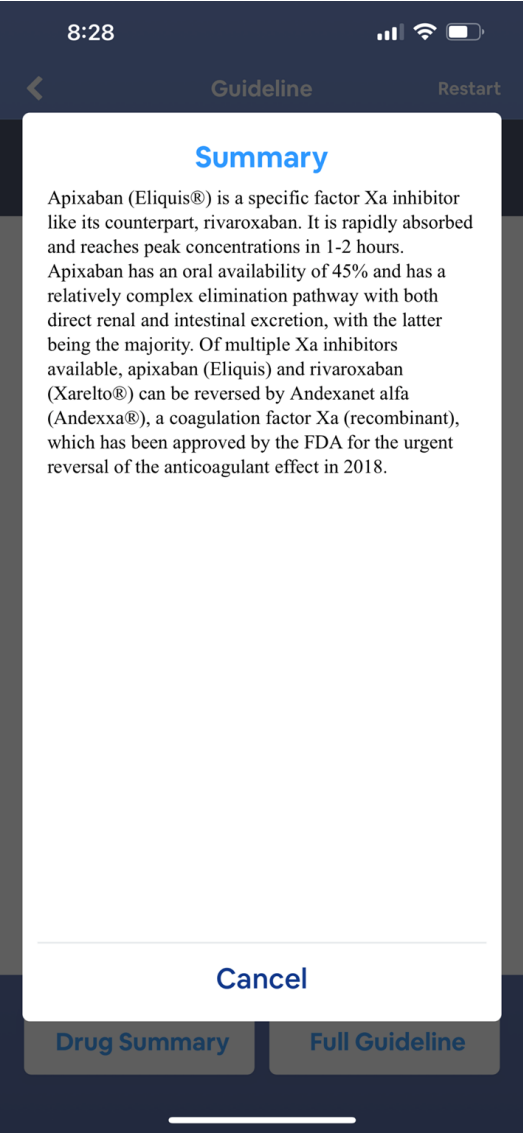 8:28
Guideline
Restart
Summary
Apixaban (Eliquis®) is a specific factor Xa inhibitor
like its counterpart, rivaroxaban. It is rapidly absorbed
and reaches peak concentrations in 1-2 hours.
Apixaban has an oral availability of 45% and has a
relatively complex elimination pathway with both
direct renal and intestinal excretion, with the latter
being the majority. Of multiple Xa inhibitors
available, apixaban (Eliquis) and rivaroxaban
(Xarelto®) can be reversed by Andexanet alfa
(Andexxa®), a coagulation factor Xa (recombinant),
which has been approved by the FDA for the urgent
reversal of the anticoagulant effect in 2018.
Cancel
Drug Summary
Full Guideline